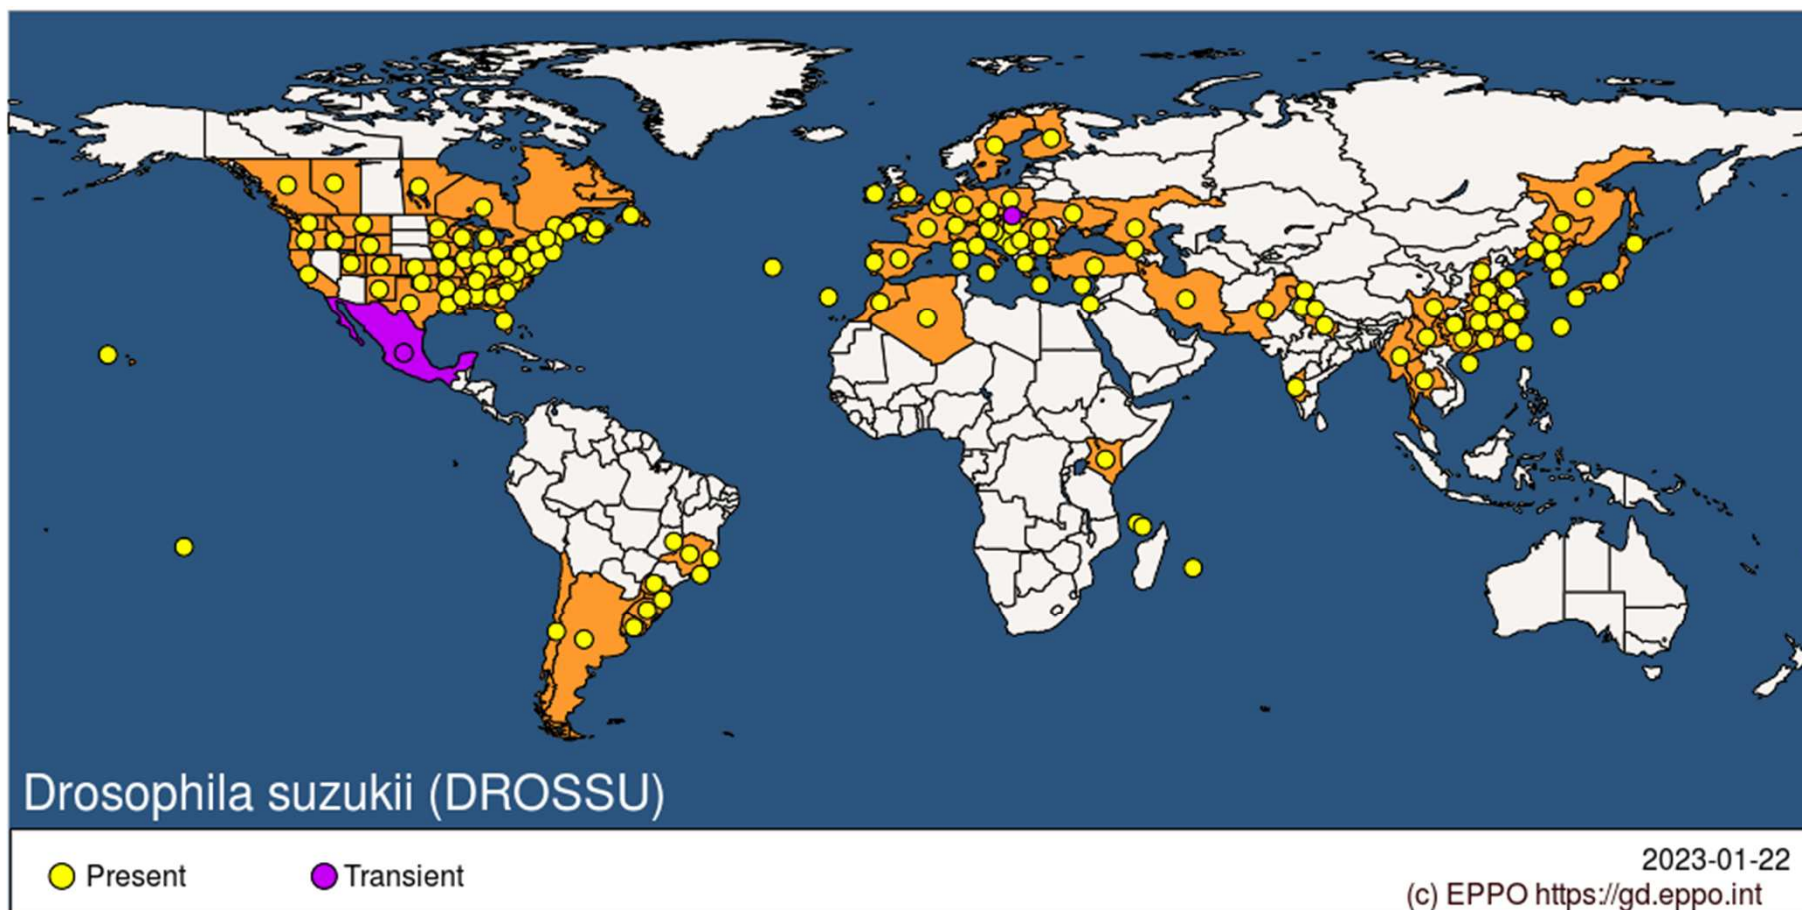 Drosophila suzukii (DROSSU)
Present
Transient
2023-01-22
(c) EPPO https://gd.eppo.int